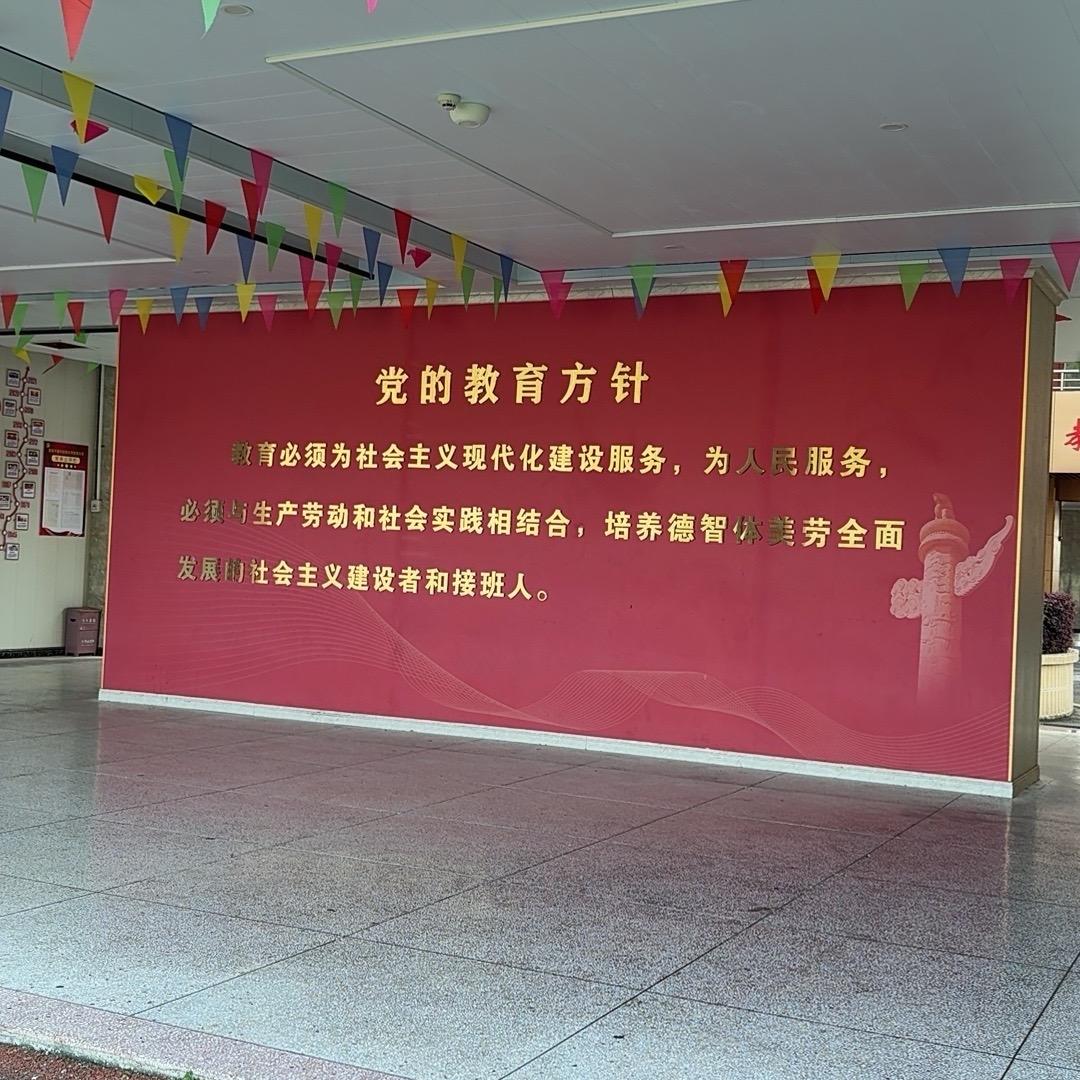 党的教育方针
教育必须为社会主义现代化建设服务，为人民服务，
必须与生产劳动和社会实践相结合，培养德智体美劳全面
发展的社会主义建设者和接班人。